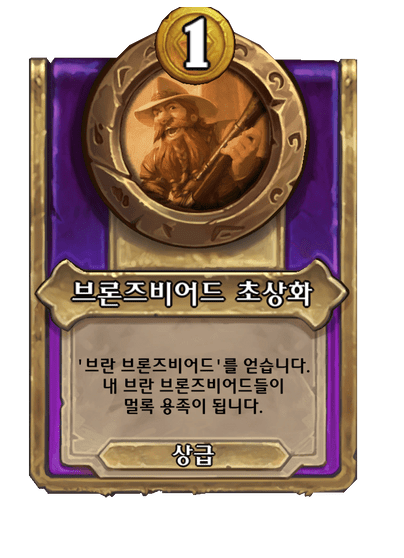 1
브론즈비어드 초상화
'브란 브론즈비어드'를 얻습니다.
내 브란 브론즈비어드들이
멀록 용족이 됩니다.
상급